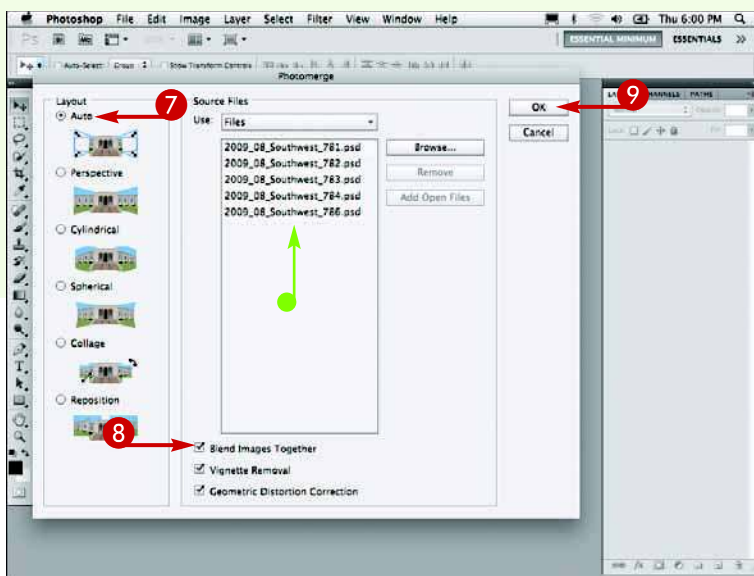 Photoshop File Edit Image Layer Select Filter View Window Help Thu 6:00 PM
ESSENTIAL MINIMUM ESSENTIALS
Auto-Select: Group Show Transform Controls
Photomerge
Layout
7
Auto
Perspective
Cylindrical
Spherical
Collage
Reposition
Source Files
Use: Files
2009_08_Southwest_781.psd
2009_08_Southwest_782.psd
2009_08_Southwest_783.psd
2009_08_Southwest_784.psd
2009_08_Southwest_786.psd
Browse...
Remove
Add Open Files
8
Blend Images Together
Vignette Removal
Geometric Distortion Correction
OK
9
Cancel
CHANNELS PATHS